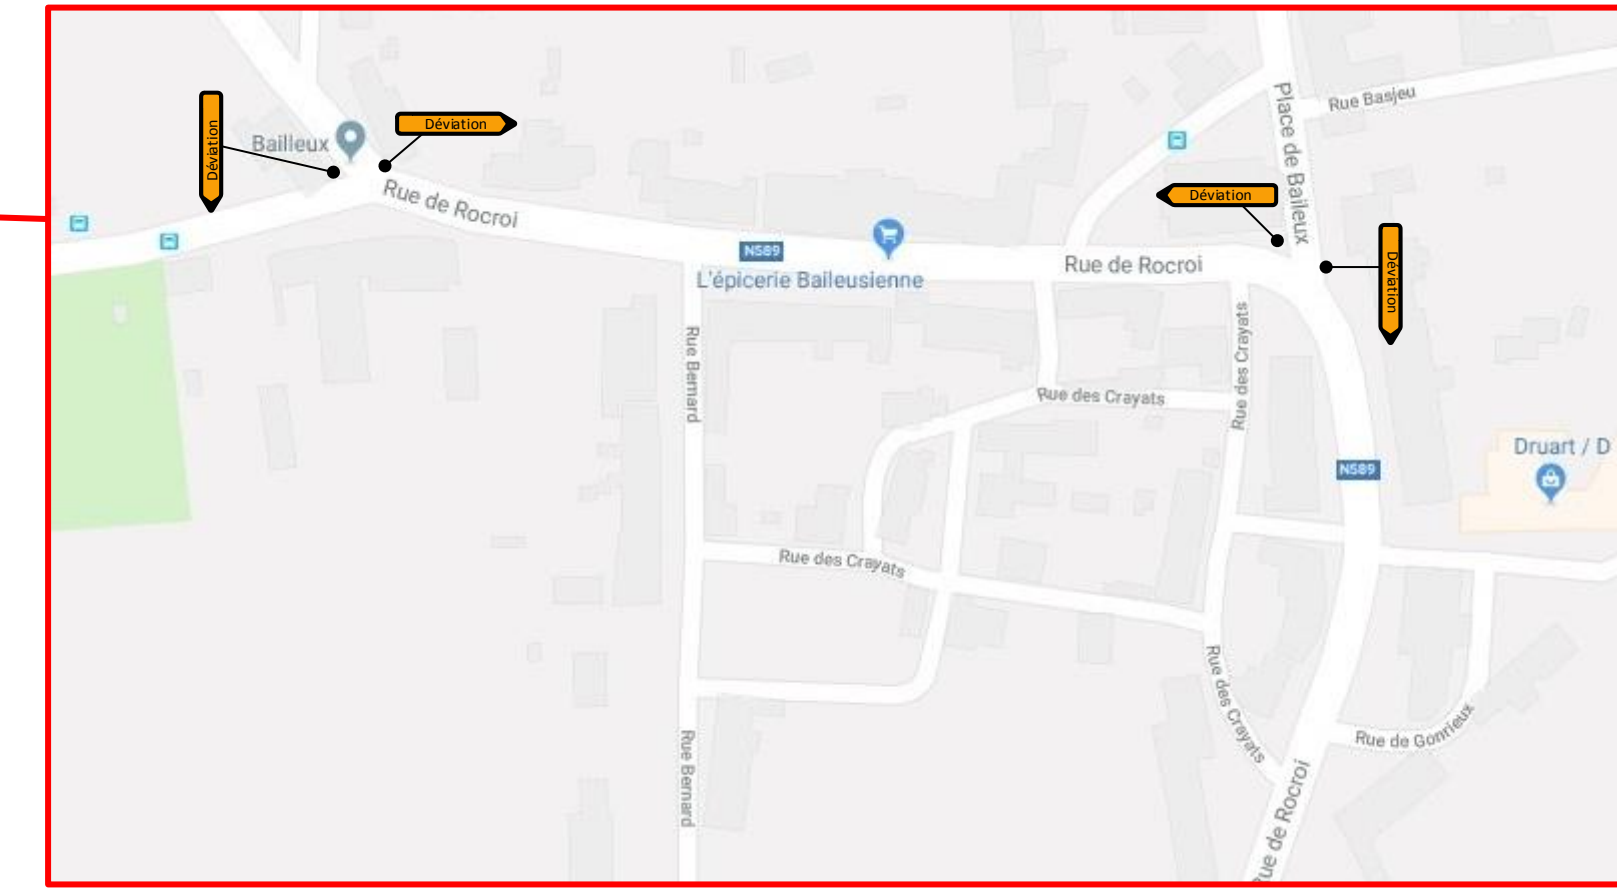 Place de Baileux
Rue Basjeu
Déviation
Bailleux
Déviation
Déviation
Rue de Rocroi
N589
L'épicerie Baileusienne
Rue de Rocroi
Déviation
Rue Bernard
Rue des Crayats
Rue des Crayats
Druart / D
N589
Rue des Crayats
Rue des Crayats
Rue de Gonrieux
Rue Bernard
ue de Rocroi